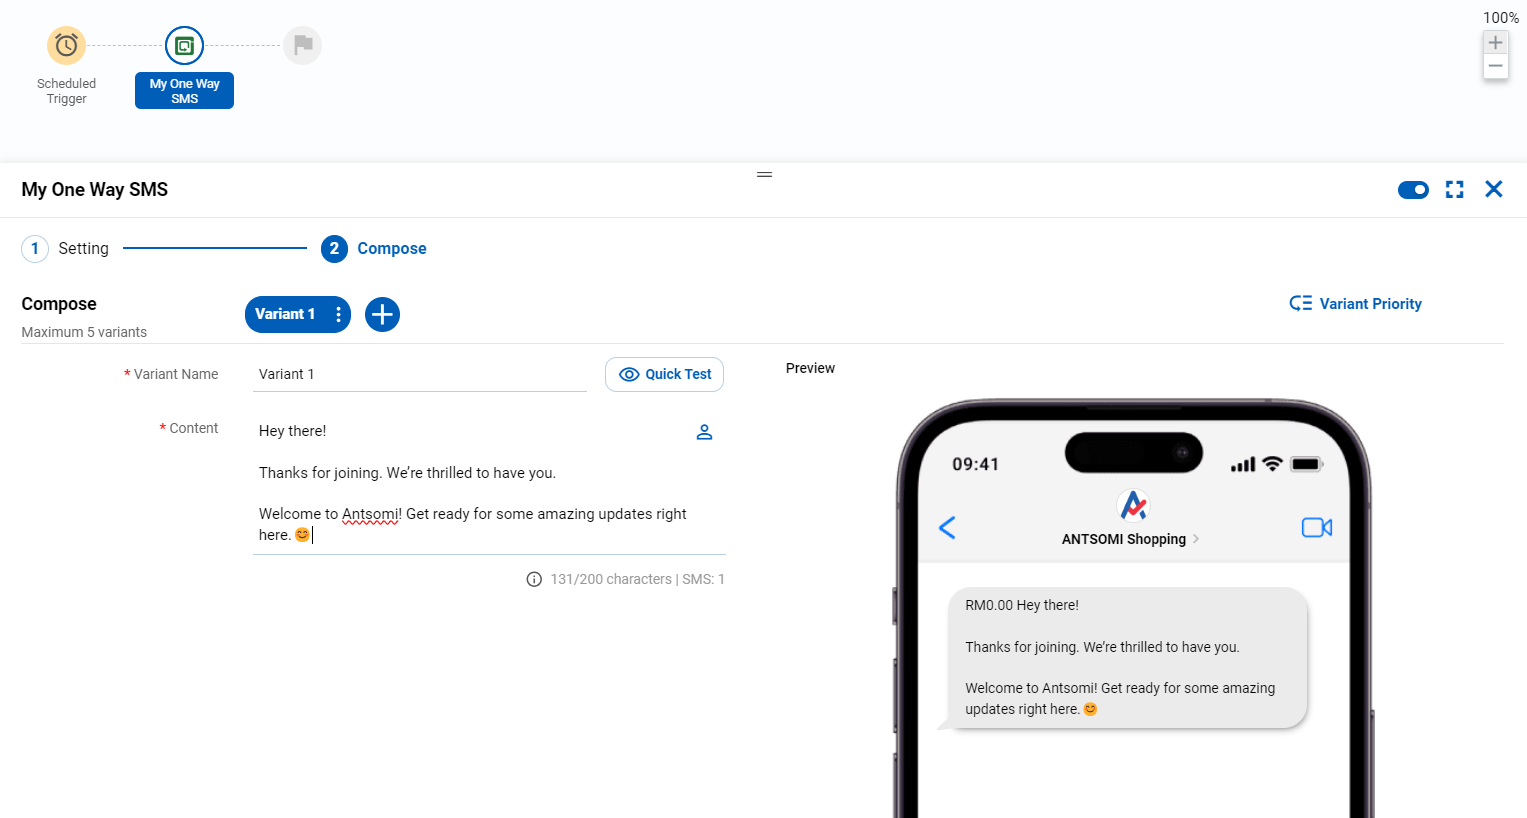 100%
Scheduled
Trigger
My One Way
SMS
My One Way SMS
1 Setting 2 Compose
Compose
Maximum 5 variants
Variant 1
Variant Priority
* Variant Name
Variant 1
Quick Test
Preview
* Content
Hey there!
Thanks for joining. We’re thrilled to have you.
Welcome to Antsomi! Get ready for some amazing updates right
here. 😊
131/200 characters | SMS: 1
09:41
ANTSOMI Shopping
RM0.00 Hey there!
Thanks for joining. We’re thrilled to have you.
Welcome to Antsomi! Get ready for some amazing
updates right here. 😊